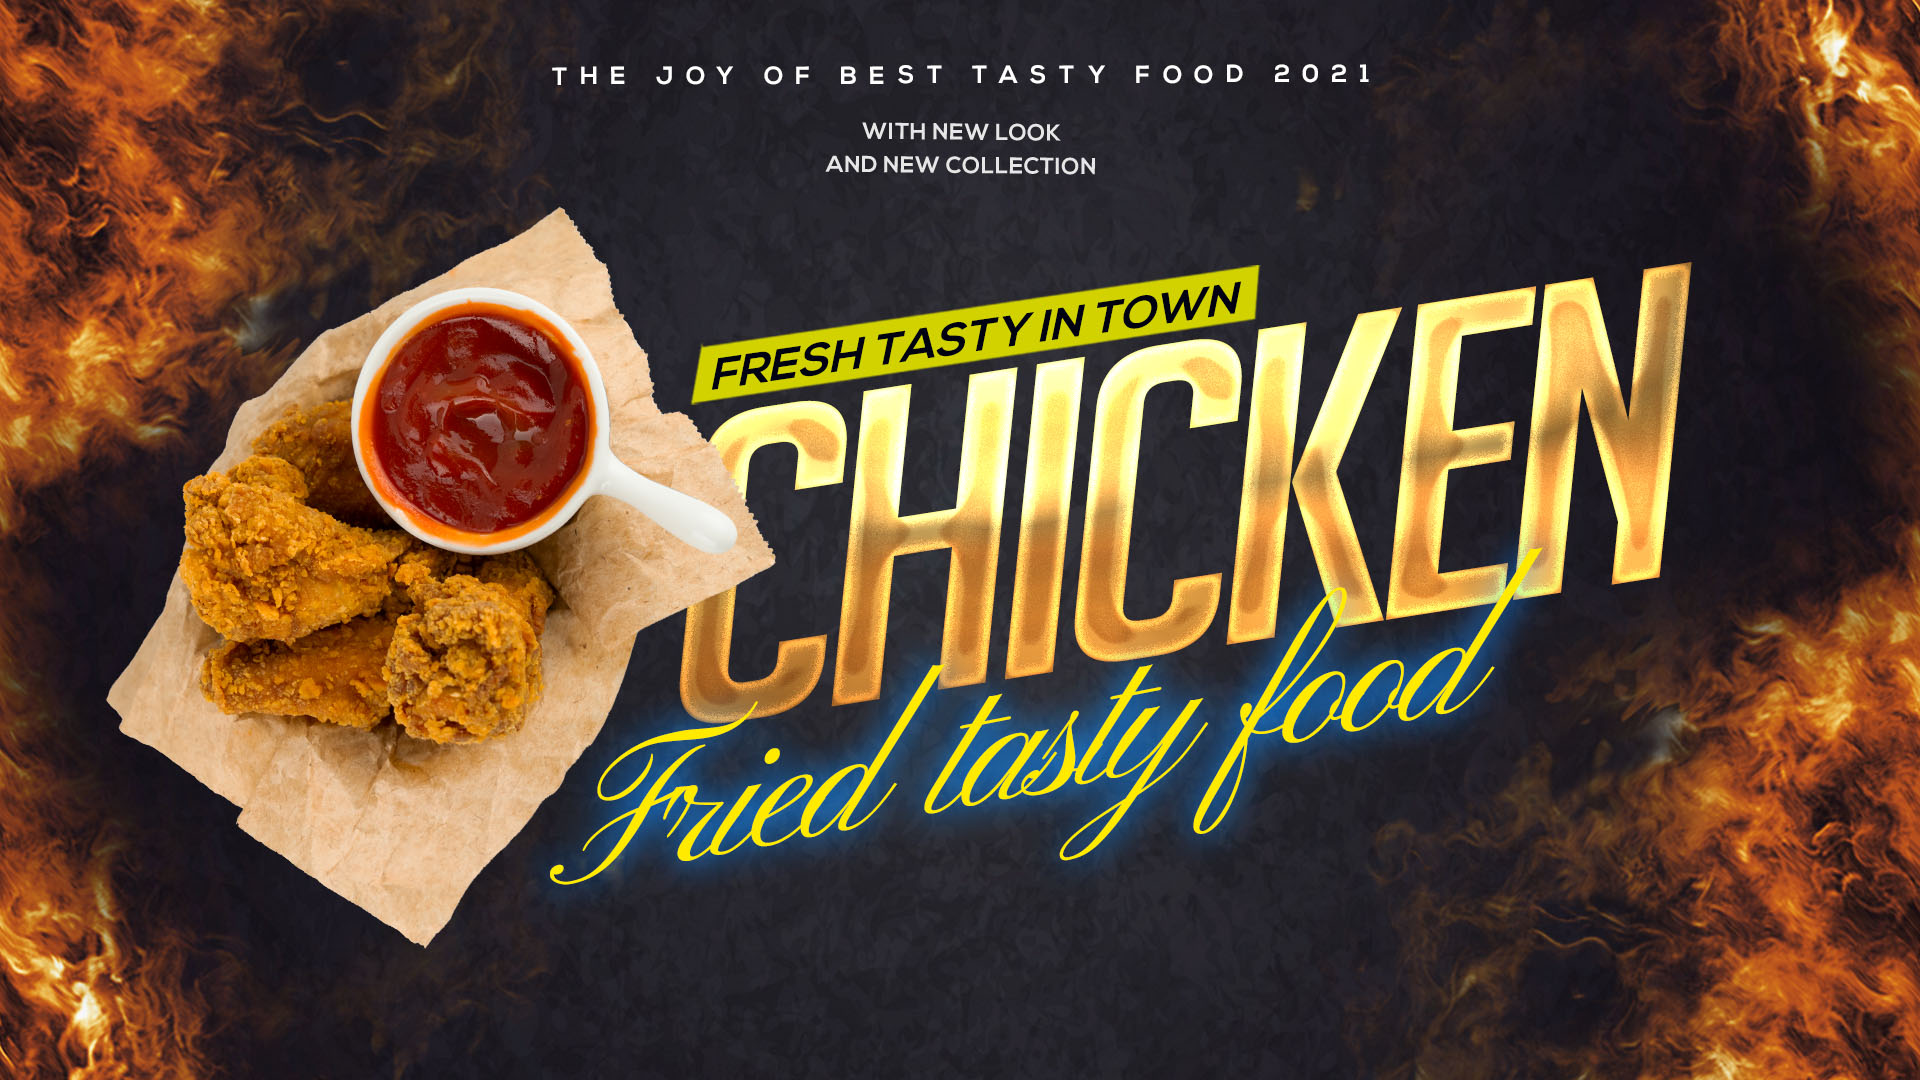 THE JOY OF BEST TASTY FOOD 2021
WITH NEW LOOK
AND NEW COLLECTION
FRESH TASTY IN TOWN
CHICKEN
Fried tasty food